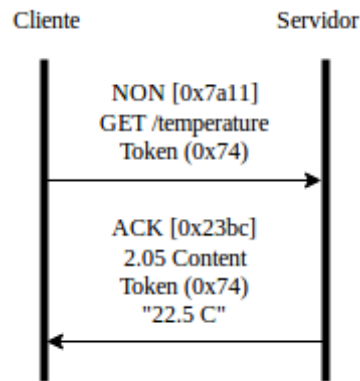 Cliente
Servidor
NON [0x7a11]
GET /temperature
Token (0x74)
ACK [0x23bc]
2.05 Content
Token (0x74)
"22.5 C"